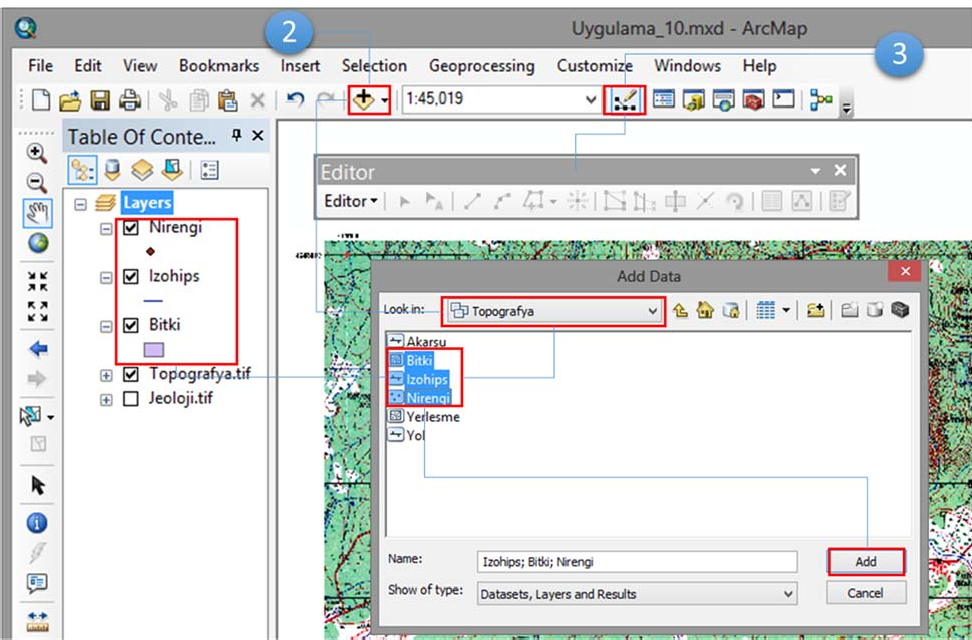 Uygulama_10.mxd - ArcMap
2
3
File Edit View Bookmarks Insert Selection Geoprocessing Customize Windows Help
1:45,019
Table Of Conte...
Editor
Editor
Layers
Nirengi
Izohips
Bitki
Topografya.tif
Jeoloji.tif
Add Data
Look in: Topografya
Akarsu
Bitki
Izohips
Nirengi
Yerlesme
Yol
Name: Izohips; Bitki; Nirengi
Add
Show of type: Datasets, Layers and Results
Cancel